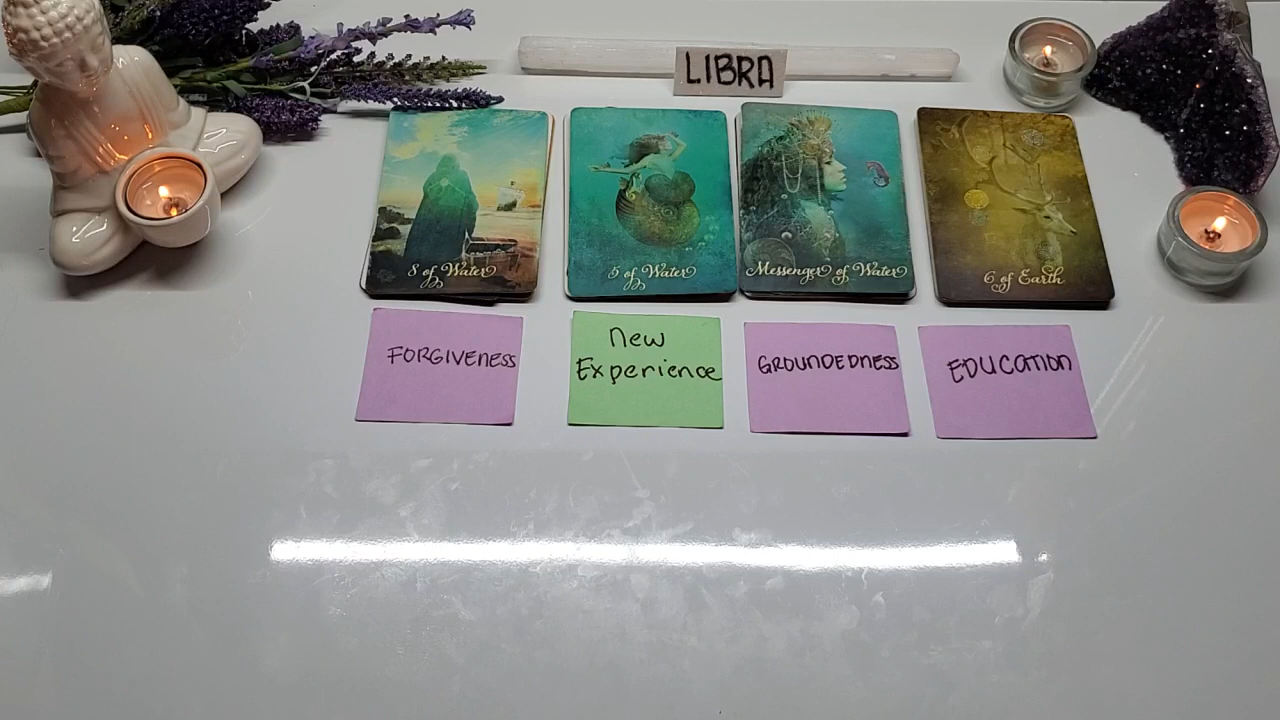 LIBRA
8 of Water
5 of Water
Messenger of Water
6 of Earth
FORGIVENESS
New
Experience
GROUNDEDNESS
EDUCATION